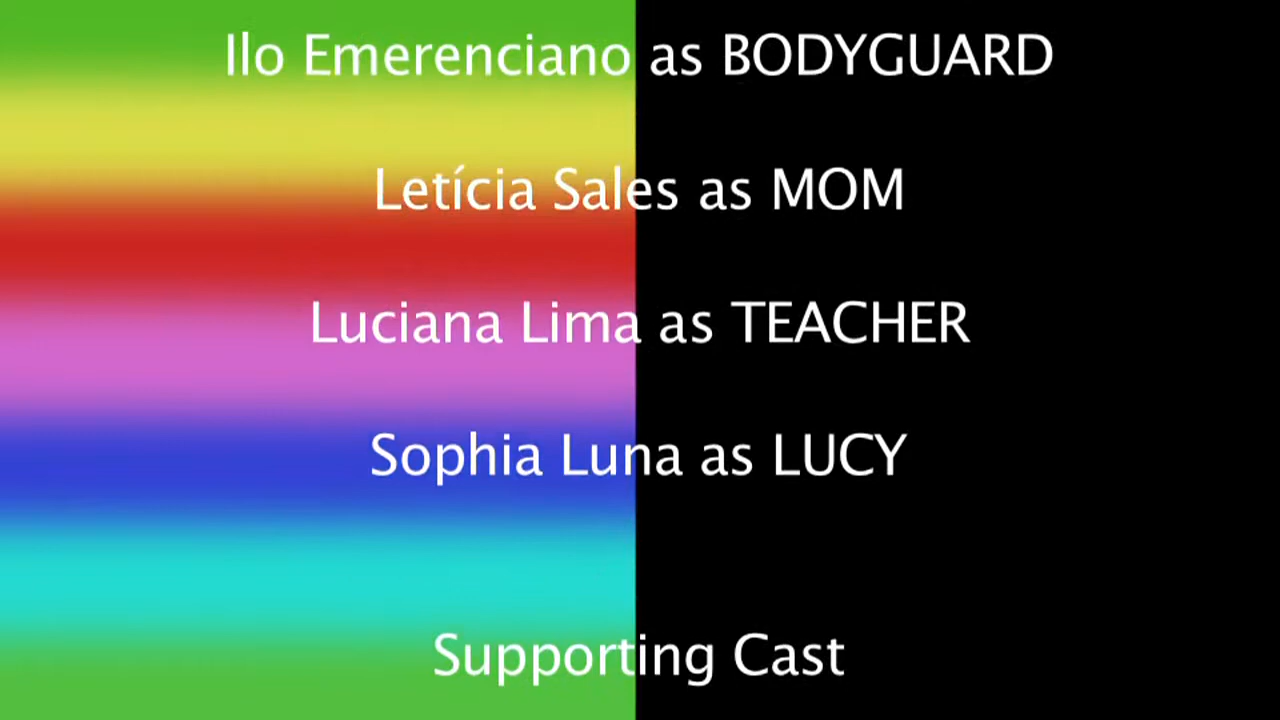 Ilo Emerenciano as BODYGUARD
Letícia Sales as MOM
Luciana Lima as TEACHER
Sophia Luna as LUCY
Supporting Cast